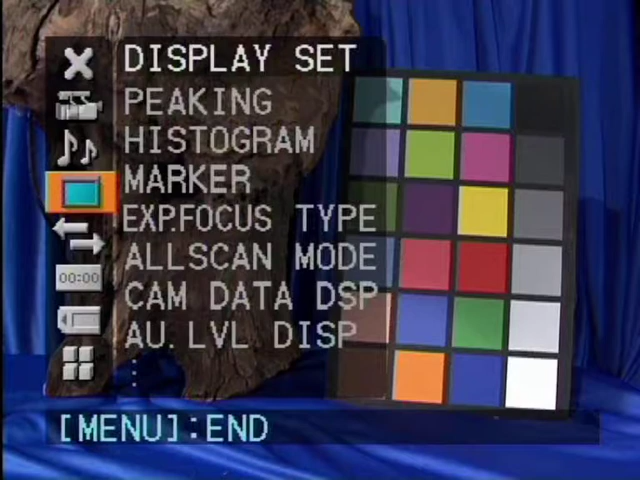 DISPLAY SET
PEAKING
HISTOGRAM
MARKER
EXP.FOCUS TYPE
ALLSCAN MODE
00:00
CAM DATA DSP
AU.LVL DISP
:
[MENU]:END